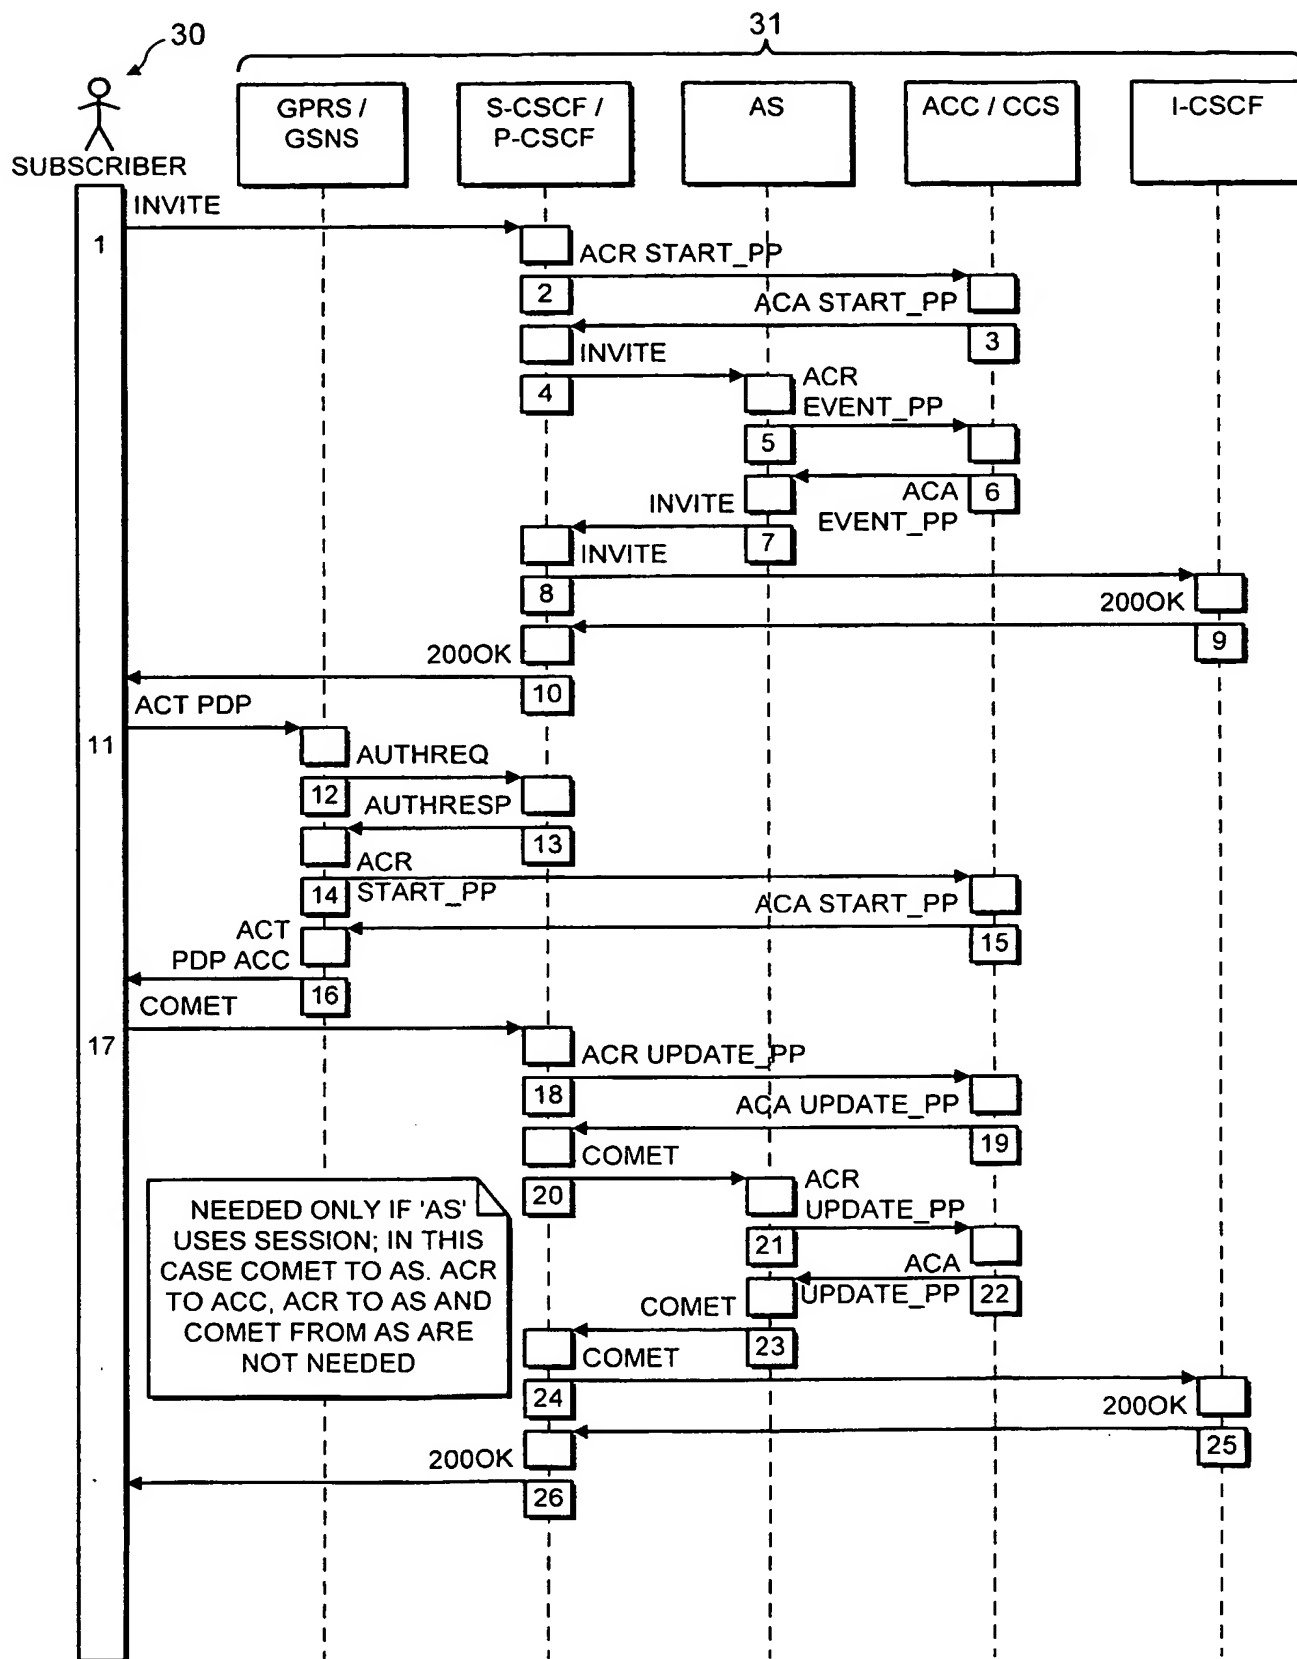 30
31
SUBSCRIBER
GPRS /
GSNS
S-CSCF /
P-CSCF
AS
ACC / CCS
I-CSCF
INVITE
1
ACR START_PP
2
ACA START_PP
3
INVITE
4
ACR
EVENT_PP
5
ACA
EVENT_PP
6
INVITE
7
INVITE
8
200OK
9
200OK
10
ACT PDP
11
AUTHREQ
12
AUTHRESP
13
ACR
START_PP
14
ACA START_PP
15
ACT
PDP ACC
16
COMET
17
ACR UPDATE_PP
18
ACA UPDATE_PP
19
COMET
20
ACR
UPDATE_PP
21
ACA
UPDATE_PP
22
COMET
23
COMET
24
200OK
25
200OK
26
NEEDED ONLY IF 'AS'
USES SESSION; IN THIS
CASE COMET TO AS. ACR
TO ACC, ACR TO AS AND
COMET FROM AS ARE
NOT NEEDED